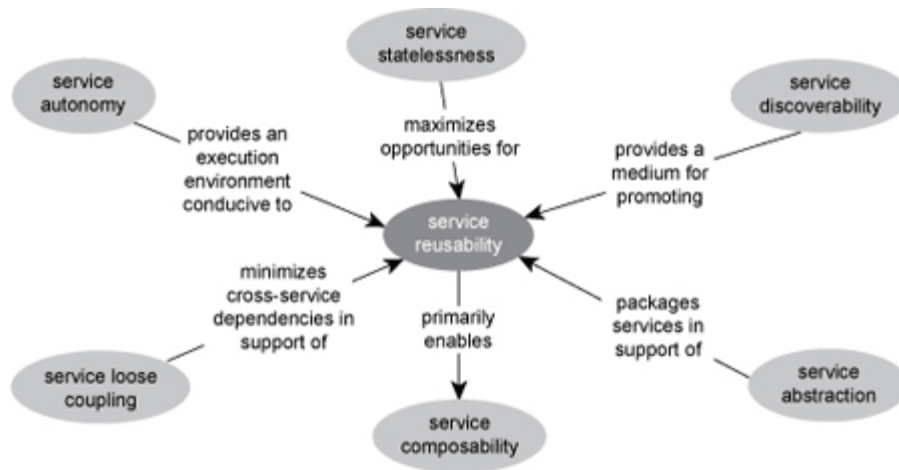 service
statelessness
service
autonomy
service
discoverability
provides an
execution
environment
conducive to
maximizes
opportunities for
provides a
medium for
promoting
service
reusability
minimizes
cross-service
dependencies in
support of
primarily
enables
packages
services in
support of
service loose
coupling
service
composability
service
abstraction